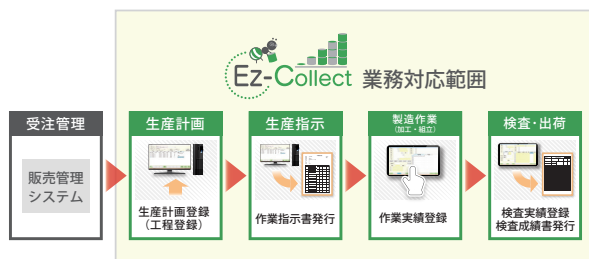 Ez-Collect 業務対応範囲
受注管理
販売管理
システム
生産計画
生産計画登録
(工程登録)
生産指示
作業指示書発行
製造作業
(加工・組立)
作業実績登録
検査・出荷
検査実績登録
検査成績書発行